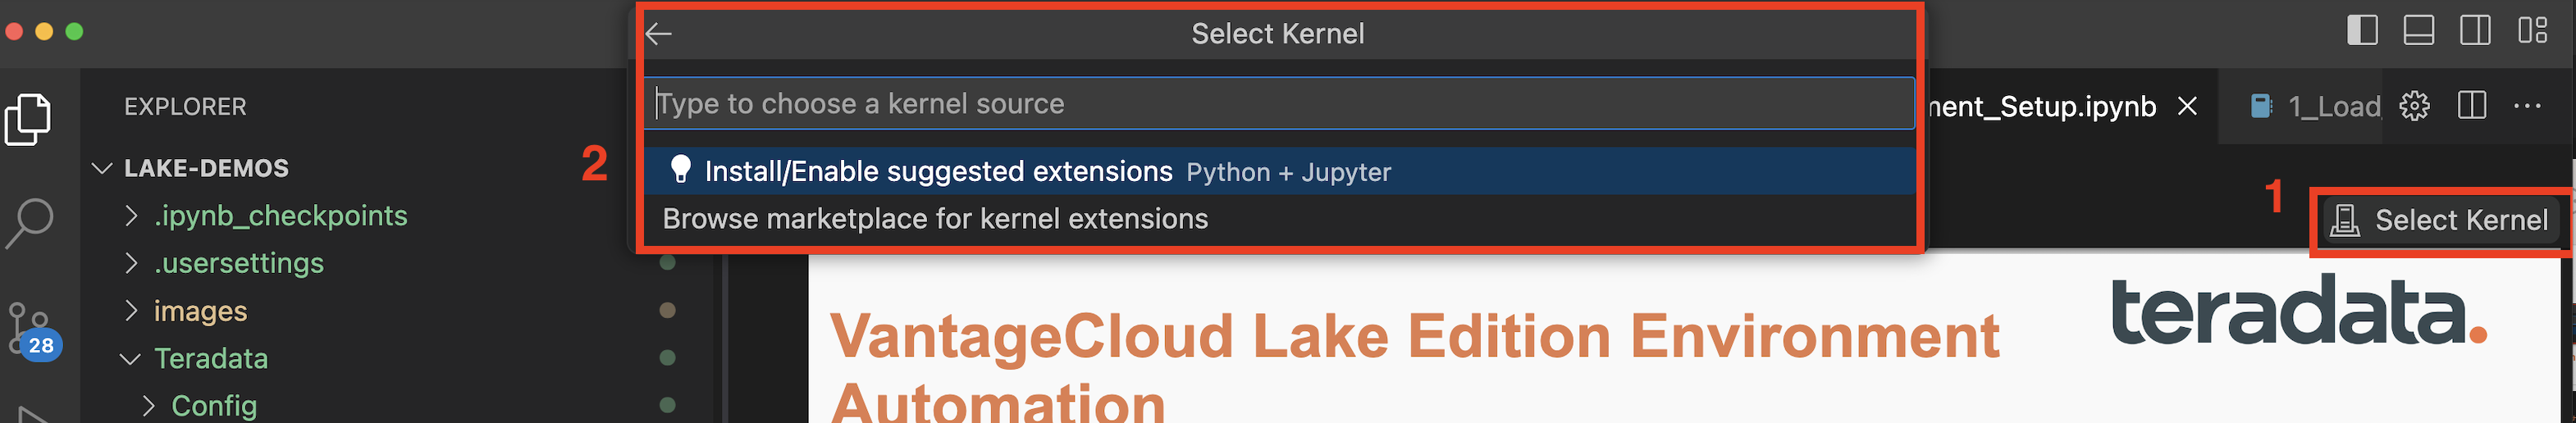 Select Kernel
Type to choose a kernel source
Install/Enable suggested extensions Python + Jupyter
Browse marketplace for kernel extensions
2
EXPLORER
LAKE-DEMOS
.ipynb_checkpoints
.usersettings
images
Teradata
Config
28
ment_Setup.ipynb
1_Load
1
Select Kernel
teradata.
VantageCloud Lake Edition Environment
Automation